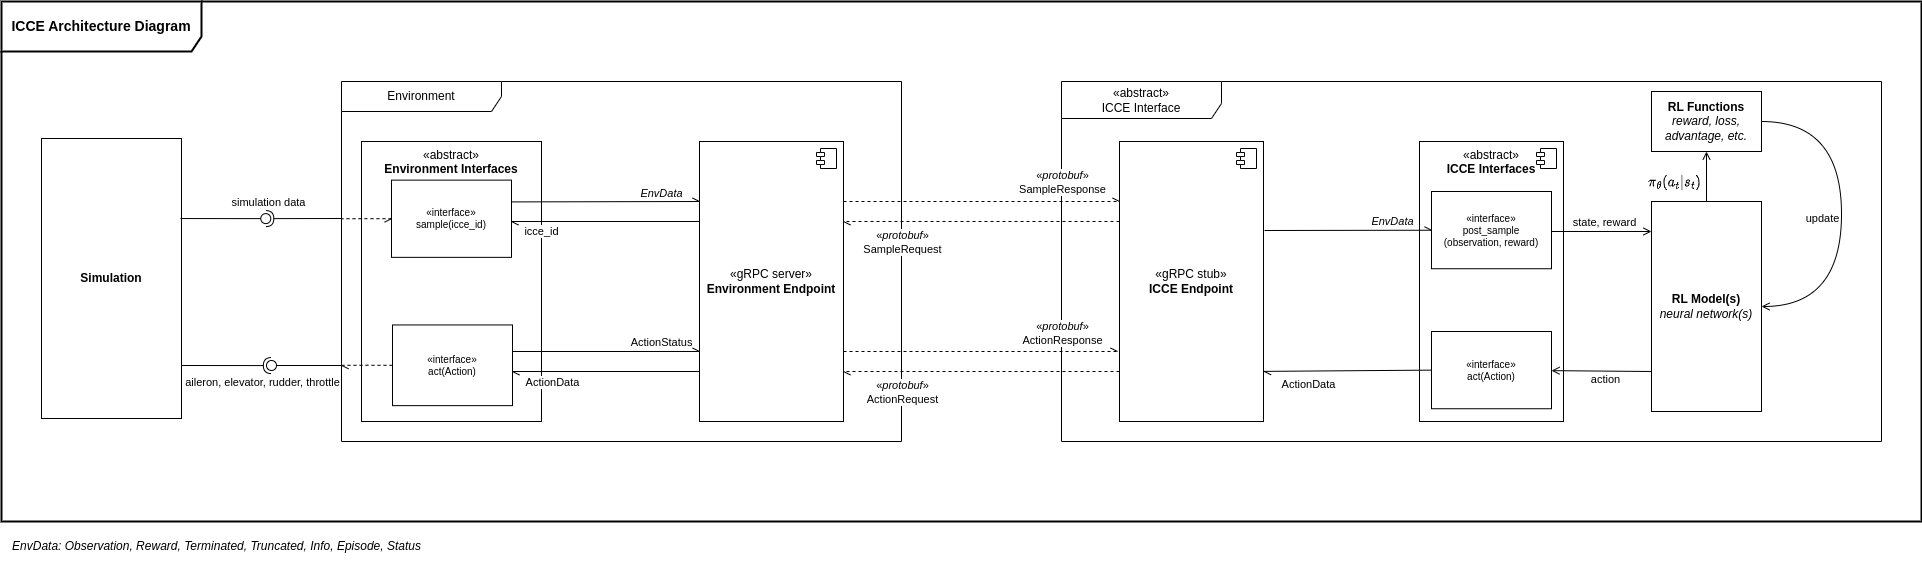 ICCE Architecture Diagram
Environment
«abstract»
ICCE Interface
RL Functions
reward, loss,
advantage, etc.
«abstract»
Environment Interfaces
«abstract»
ICCE Interfaces
Simulation
simulation data
aileron, elevator, rudder, throttle
«interface»
sample(icce_id)
EnvData
icce_id
«interface»
act(Action)
ActionStatus
ActionData
«gRPC server»
Environment Endpoint
«protobuf»
SampleResponse
«protobuf»
SampleRequest
«protobuf»
ActionResponse
«protobuf»
ActionRequest
«gRPC stub»
ICCE Endpoint
EnvData
ActionData
«interface»
post_sample
(observation, reward)
«interface»
act(Action)
state, reward
action
πθ(at|st)
update
RL Model(s)
neural network(s)
EnvData: Observation, Reward, Terminated, Truncated, Info, Episode, Status